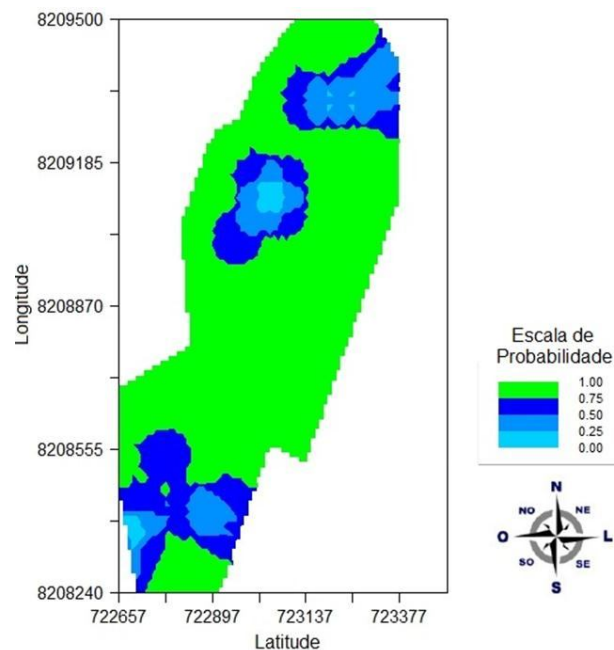 8209500
8209185
8208870
8208555
8208240
Longitude
722657
722897
723137
723377
Latitude
Escala de
Probabilidade
1.00
0.75
0.50
0.25
0.00
N
NO
NE
O
L
SO
SE
S